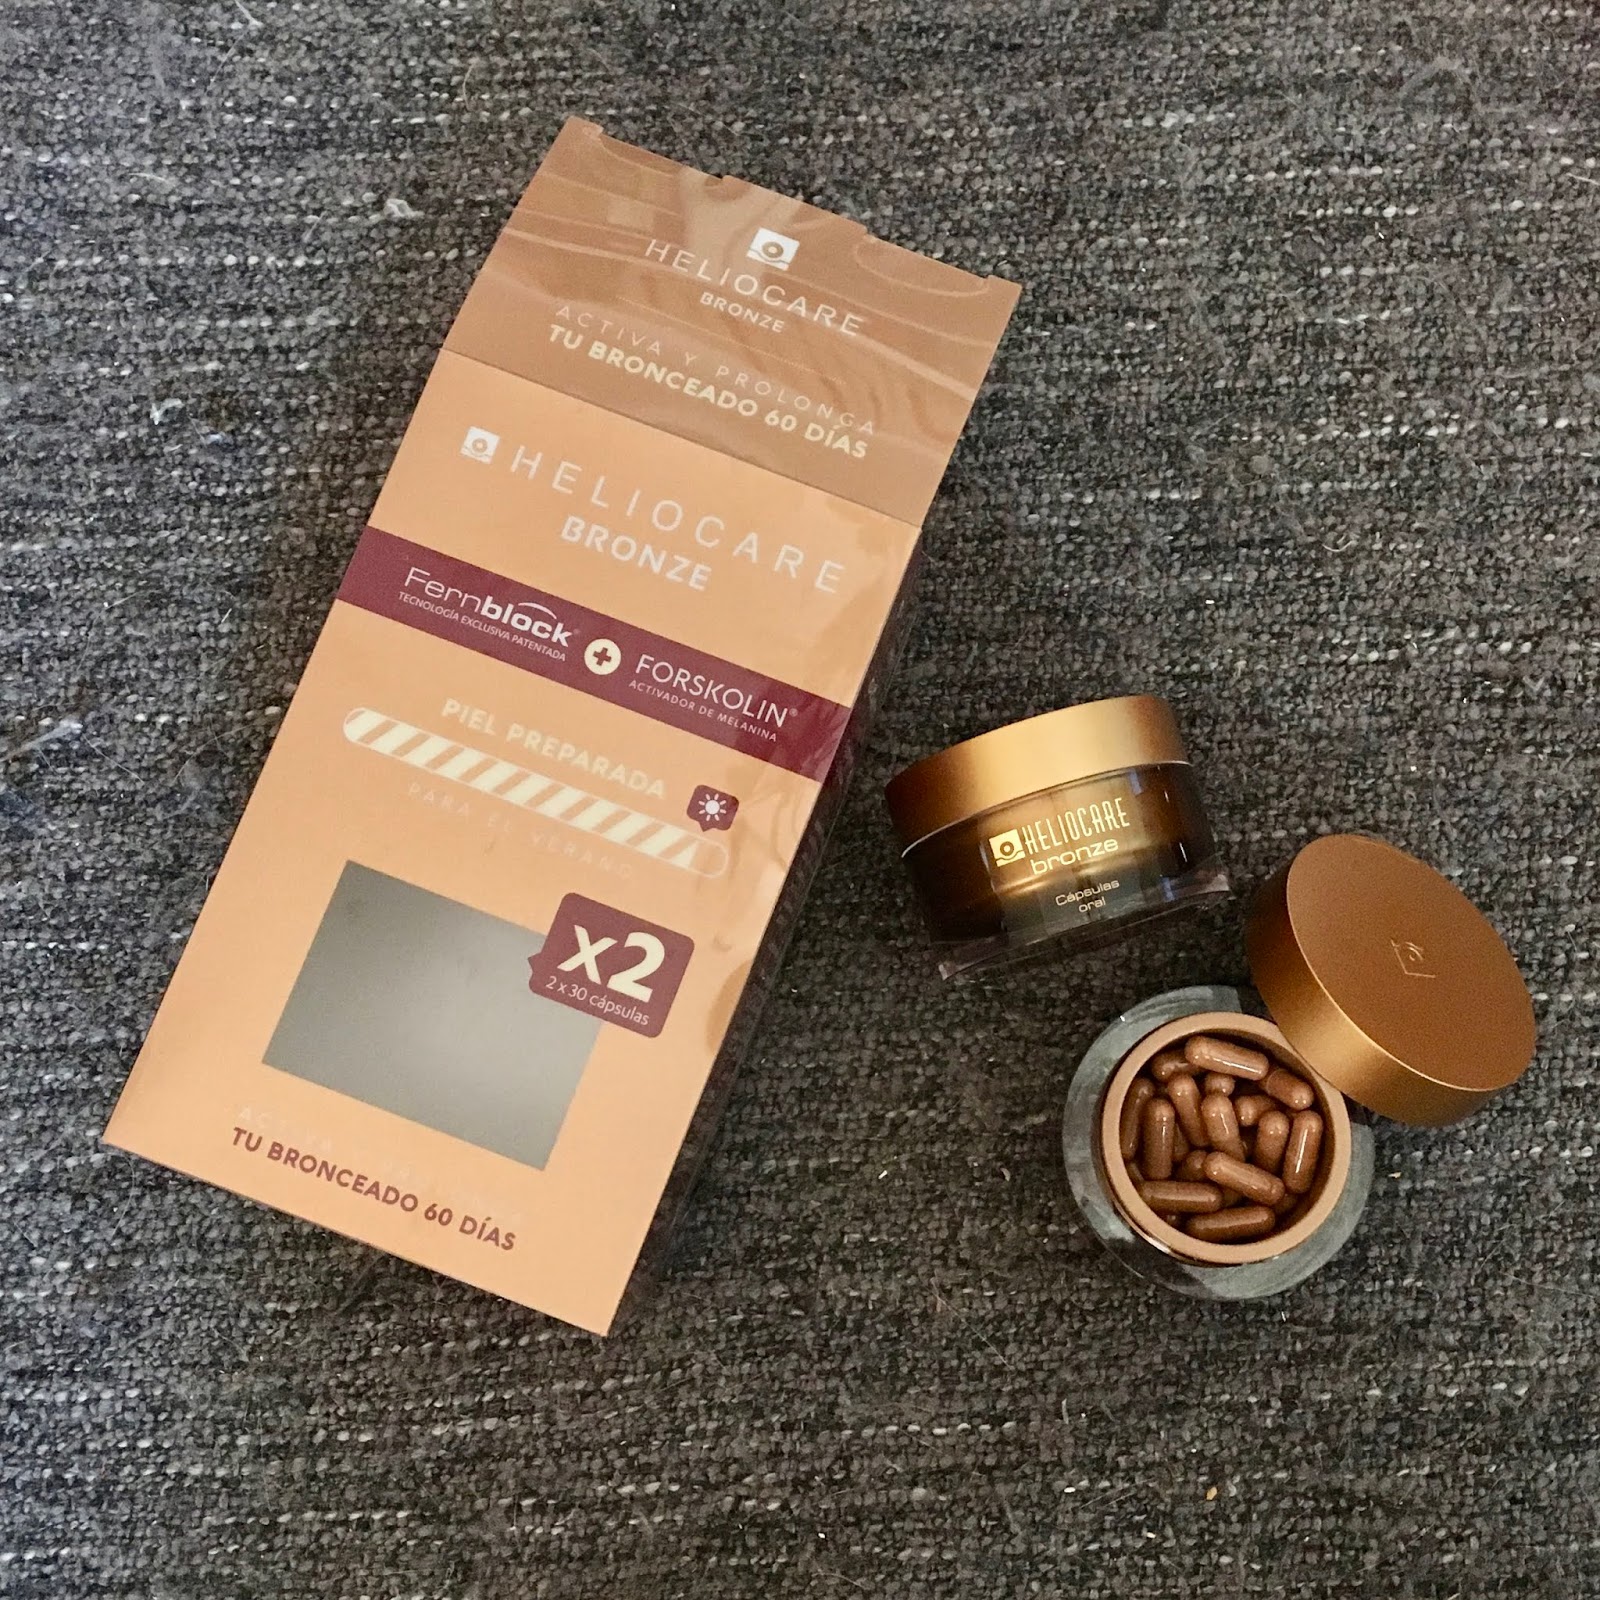 HELIOCARE
BRONZE
ACTIVA Y PROLONGA
TU BRONCEADO 60 DÍAS
HELIOCARE
BRONZE
Fernblock®
TECNOLOGÍA EXCLUSIVA PATENTADA
FORSKOLIN®
ACTIVADOR DE MELANINA
PIEL PREPARADA
PARA EL VERANO
x2
2 x 30 cápsulas
ACTIVA
TU BRONCEADO 60 DÍAS
HELIOCARE
bronze
Cápsulas
oral